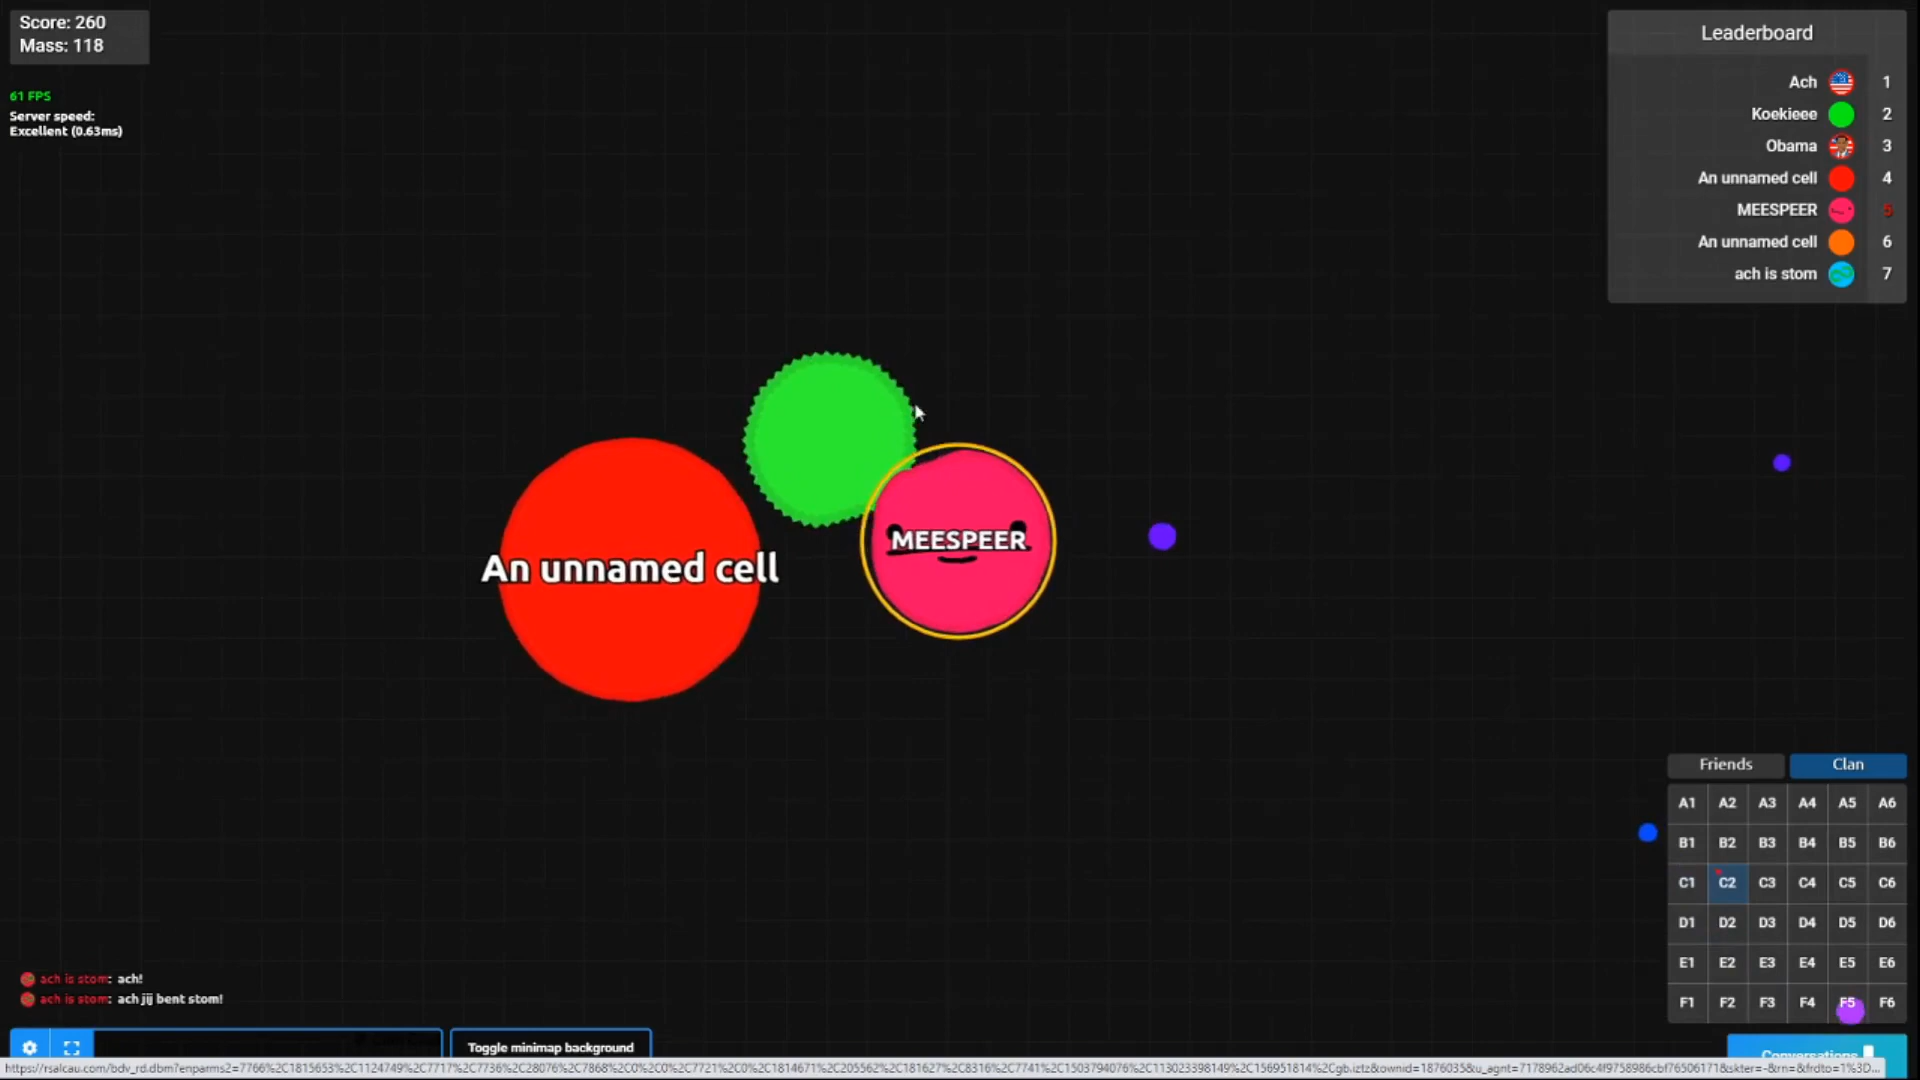 Score: 260
Mass: 118
61 FPS
Server speed:
Excellent (0.63ms)
Leaderboard
Ach 1
Koekieee 2
Obama 3
An unnamed cell 4
MEESPEER 5
An unnamed cell 6
ach is stom 7
An unnamed cell
MEESPEER
Friends Clan
A1 A2 A3 A4 A5 A6
B1 B2 B3 B4 B5 B6
C1 C2 C3 C4 C5 C6
D1 D2 D3 D4 D5 D6
E1 E2 E3 E4 E5 E6
F1 F2 F3 F4 F5 F6
ach is stom: ach!
ach is stom: ach jij bent stom!
Toggle minimap background
Conversations